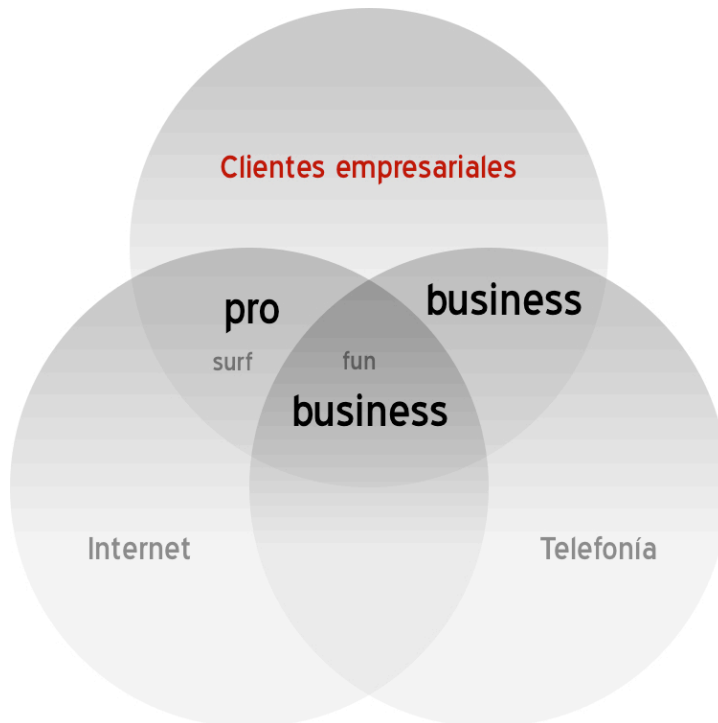 Clientes empresariales
pro
business
surf
fun
business
Internet
Telefonía